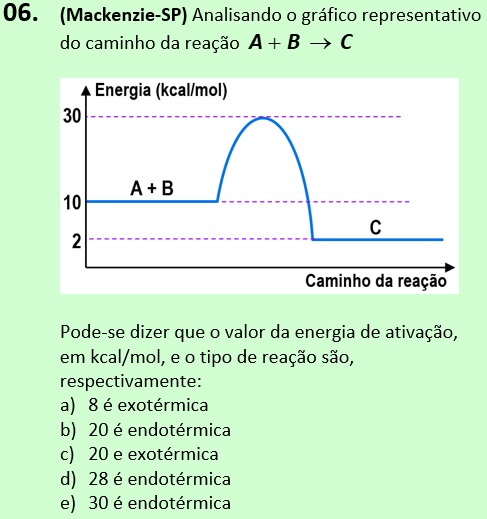 06. (Mackenzie-SP) Analisando o gráfico representativo
do caminho da reação A + B → C
Energia (kcal/mol)
30
A + B
10
C
2
Caminho da reação
Pode-se dizer que o valor da energia de ativação,
em kcal/mol, e o tipo de reação são,
respectivamente:
a) 8 é exotérmica
b) 20 é endotérmica
c) 20 e exotérmica
d) 28 é endotérmica
e) 30 é endotérmica